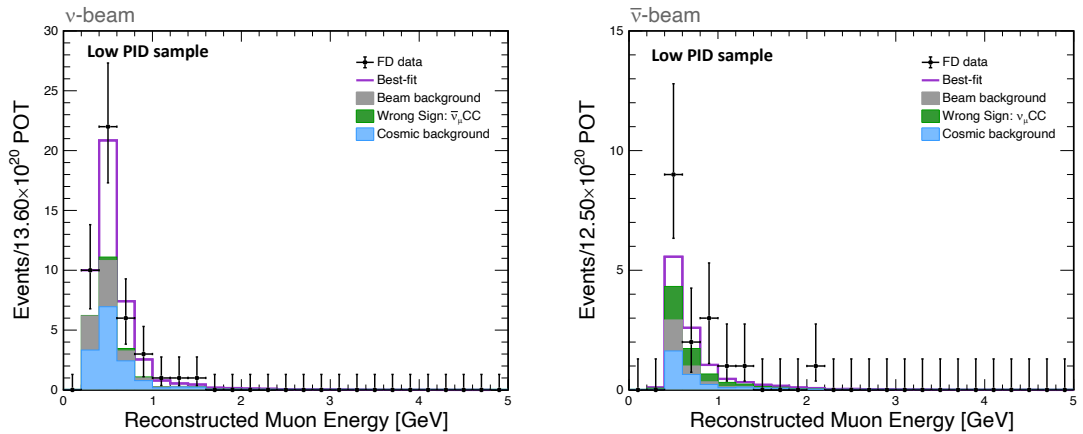 ν-beam
Low PID sample
FD data
Best-fit
Beam background
Wrong Sign: ν̅μCC
Cosmic background
Events/13.60×10²⁰ POT
30
25
20
15
10
5
0
0 1 2 3 4 5
Reconstructed Muon Energy [GeV]
ν̅-beam
Low PID sample
FD data
Best-fit
Beam background
Wrong Sign: νμCC
Cosmic background
Events/12.50×10²⁰ POT
15
10
5
0
0 1 2 3 4 5
Reconstructed Muon Energy [GeV]